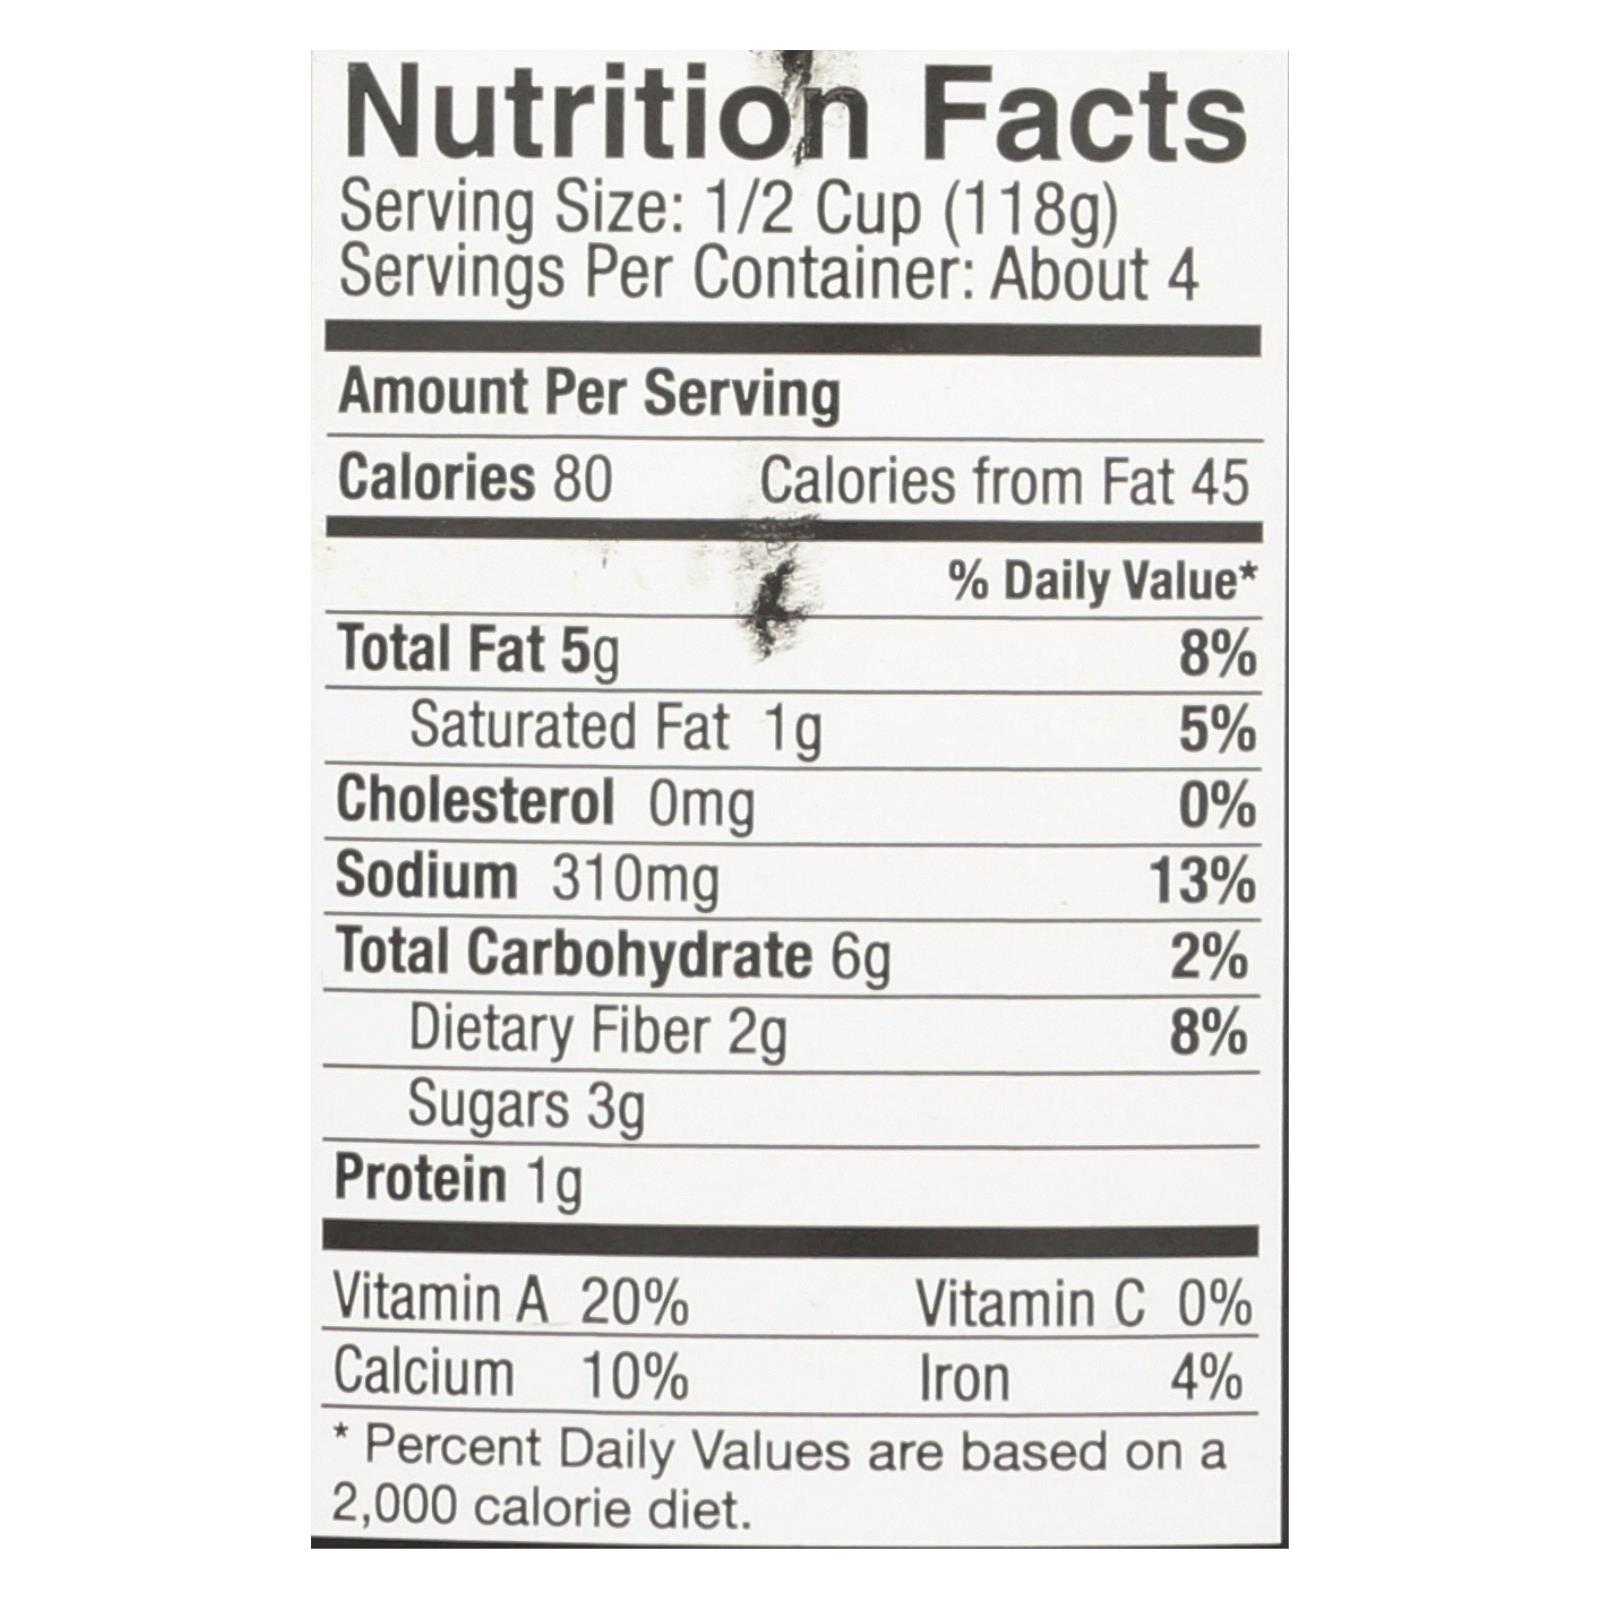 Nutrition Facts
Serving Size: 1/2 Cup (118g)
Servings Per Container: About 4
Amount Per Serving
Calories 80 Calories from Fat 45
% Daily Value*
Total Fat 5g 8%
Saturated Fat 1g 5%
Cholesterol 0mg 0%
Sodium 310mg 13%
Total Carbohydrate 6g 2%
Dietary Fiber 2g 8%
Sugars 3g
Protein 1g
Vitamin A 20% Vitamin C 0%
Calcium 10% Iron 4%
* Percent Daily Values are based on a
2,000 calorie diet.